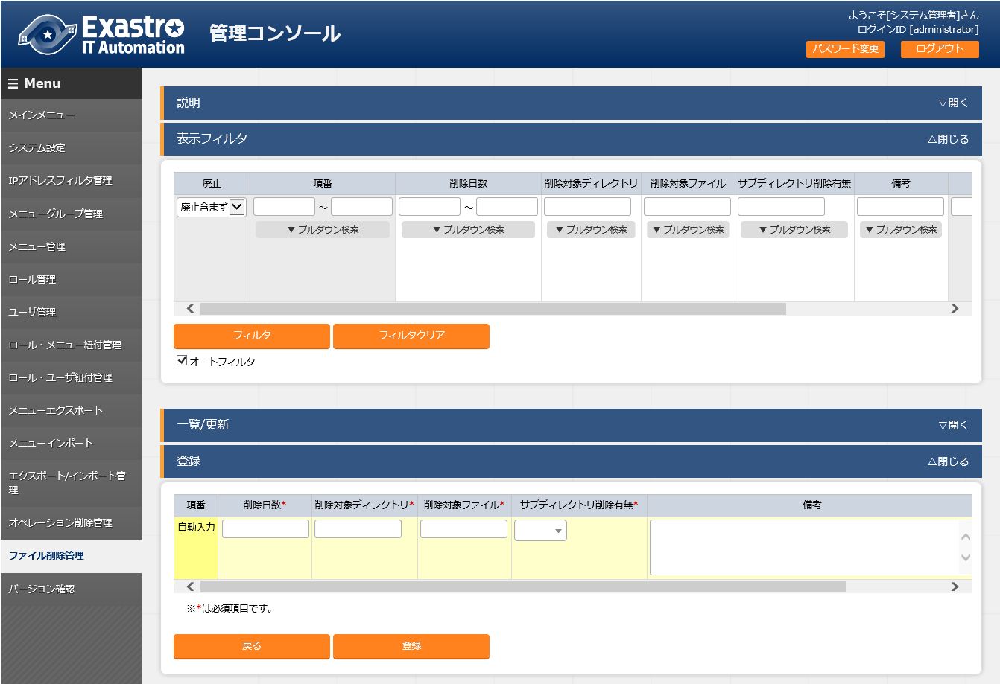 Exastro
IT Automation
管理コンソール
ようこそ[システム管理者]さん
ログインID [administrator]
パスワード変更
ログアウト
☰ Menu
メインメニュー
システム設定
IPアドレスフィルタ管理
メニューグループ管理
メニュー管理
ロール管理
ユーザ管理
ロール・メニュー紐付管理
ロール・ユーザ紐付管理
メニューエクスポート
メニューインポート
エクスポート/インポート管
理
オペレーション削除管理
ファイル削除管理
バージョン確認
説明
▽開く
表示フィルタ
△閉じる
廃止 項番 削除日数 削除対象ディレクトリ 削除対象ファイル サブディレクトリ削除有無 備考
廃止含まず ～ ～
▼プルダウン検索 ▼プルダウン検索 ▼プルダウン検索 ▼プルダウン検索 ▼プルダウン検索 ▼プルダウン検索
フィルタ フィルタクリア
オートフィルタ
一覧/更新
▽開く
登録
△閉じる
項番 削除日数* 削除対象ディレクトリ* 削除対象ファイル* サブディレクトリ削除有無* 備考
自動入力
※*は必須項目です。
戻る 登録